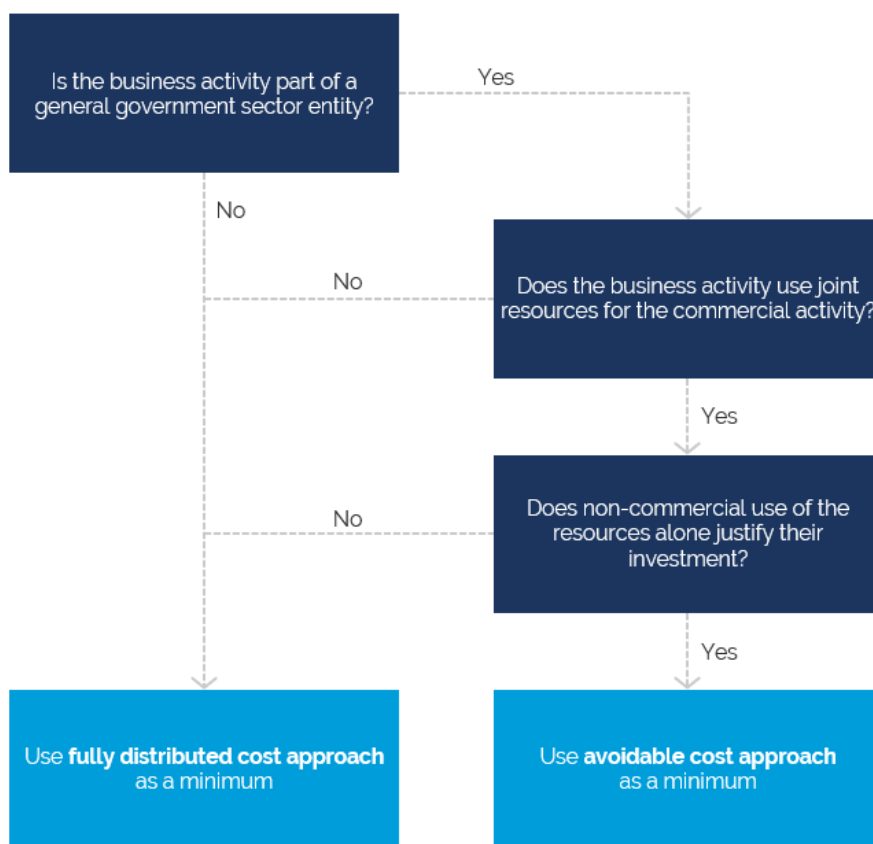 Is the business activity part of a
general government sector entity?
Yes
No
Does the business activity use joint
resources for the commercial activity?
No
Yes
Does non-commercial use of the
resources alone justify their
investment?
No
Yes
Use fully distributed cost approach
as a minimum
Use avoidable cost approach
as a minimum